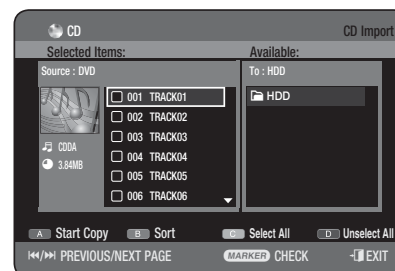 CD
CD Import
Selected Items:
Available:
Source : DVD
To : HDD
001 TRACK01
002 TRACK02
003 TRACK03
004 TRACK04
005 TRACK05
006 TRACK06
CDDA
3.84MB
HDD
A Start Copy B Sort C Select All D Unselect All
PREVIOUS/NEXT PAGE MARKER CHECK EXIT